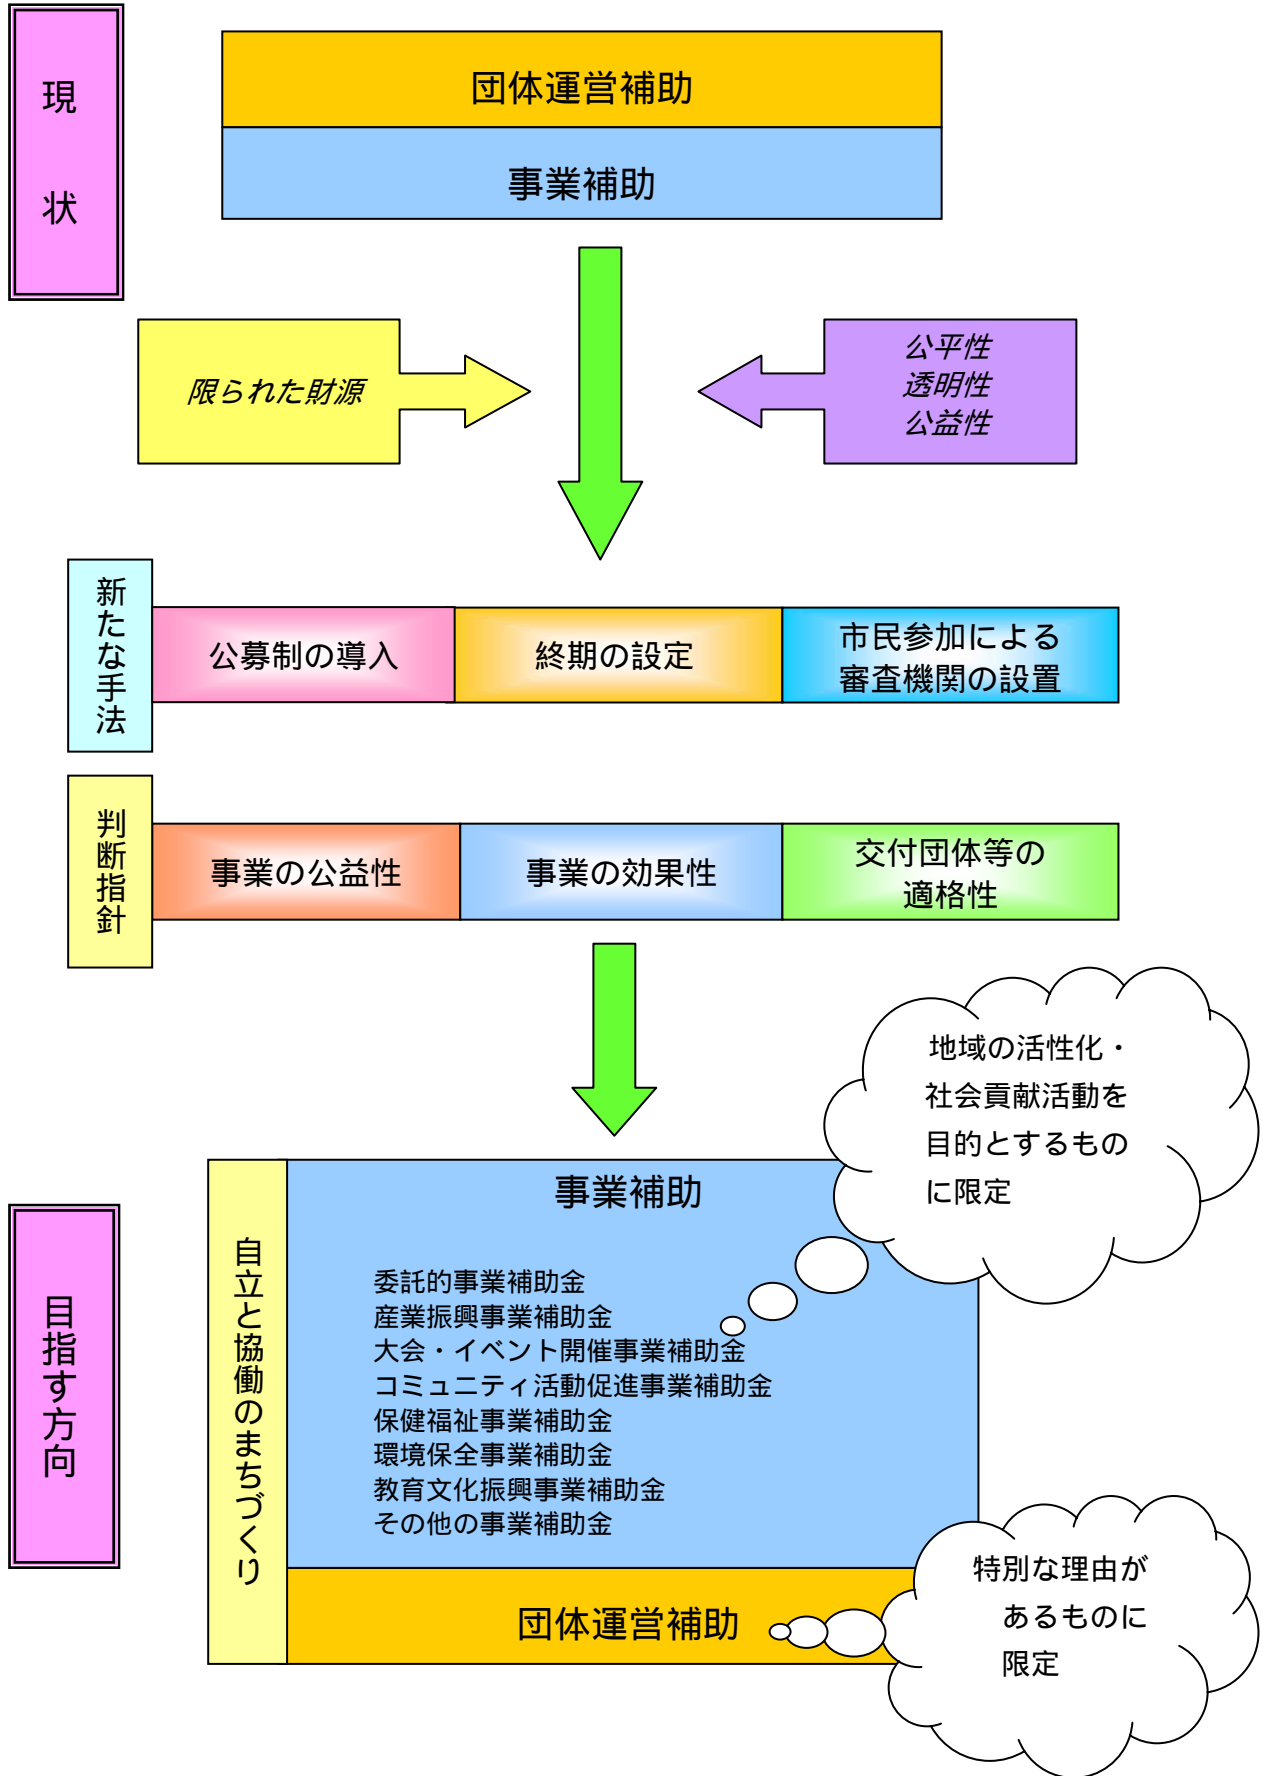 現状
団体運営補助
事業補助
限られた財源
公平性
透明性
公益性
新たな手法
公募制の導入
終期の設定
市民参加による
審査機関の設置
判断指針
事業の公益性
事業の効果性
交付団体等の
適格性
地域の活性化・
社会貢献活動を
目的とするもの
に限定
目指す方向
自立と協働のまちづくり
事業補助
委託的事業補助金
産業振興事業補助金
大会・イベント開催事業補助金
コミュニティ活動促進事業補助金
保健福祉事業補助金
環境保全事業補助金
教育文化振興事業補助金
その他の事業補助金
団体運営補助
特別な理由が
あるものに
限定